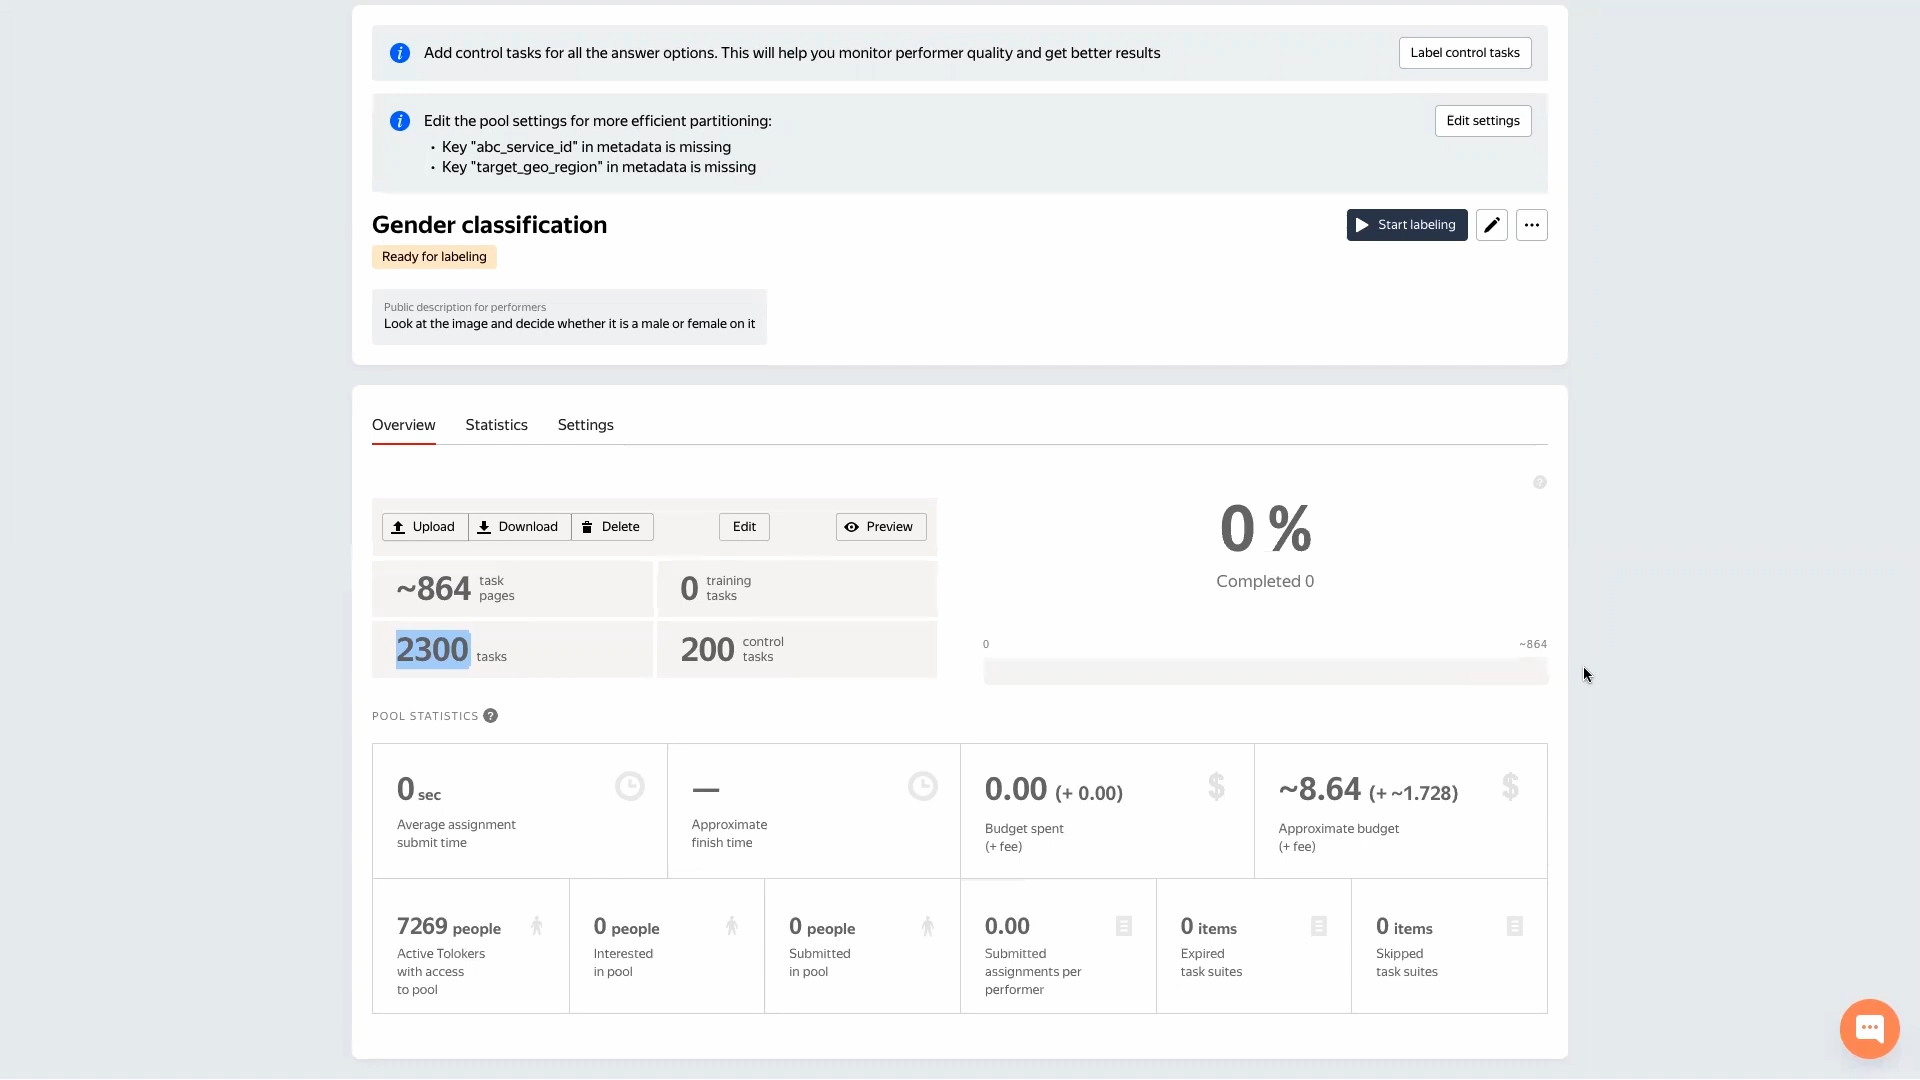 Add control tasks for all the answer options. This will help you monitor performer quality and get better results
Label control tasks
Edit the pool settings for more efficient partitioning:
Edit settings
• Key "abc_service_id" in metadata is missing
• Key "target_geo_region" in metadata is missing
Gender classification
Start labeling
Ready for labeling
Public description for performers
Look at the image and decide whether it is a male or female on it
Overview Statistics Settings
?
Upload Download Delete Edit Preview
0 %
Completed 0
~864 task pages
0 training tasks
2300 tasks
200 control tasks
0 ~864
POOL STATISTICS ?
0 sec
Average assignment
submit time
—
Approximate
finish time
0.00 (+ 0.00)
$
Budget spent
(+ fee)
~8.64 (+ ~1.728)
$
Approximate budget
(+ fee)
7269 people
Active Tolokers
with access
to pool
0 people
Interested
in pool
0 people
Submitted
in pool
0.00
Submitted
assignments per
performer
0 items
Expired
task suites
0 items
Skipped
task suites